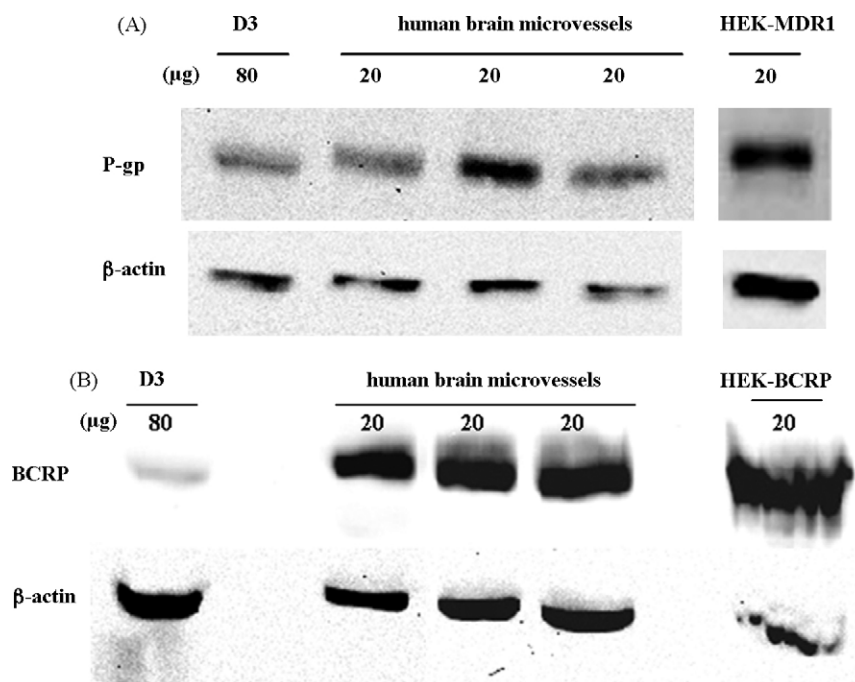 (A) D3 human brain microvessels HEK-MDR1
(µg) 80 20 20 20 20
P-gp
β-actin
(B) D3 human brain microvessels HEK-BCRP
(µg) 80 20 20 20 20
BCRP
β-actin